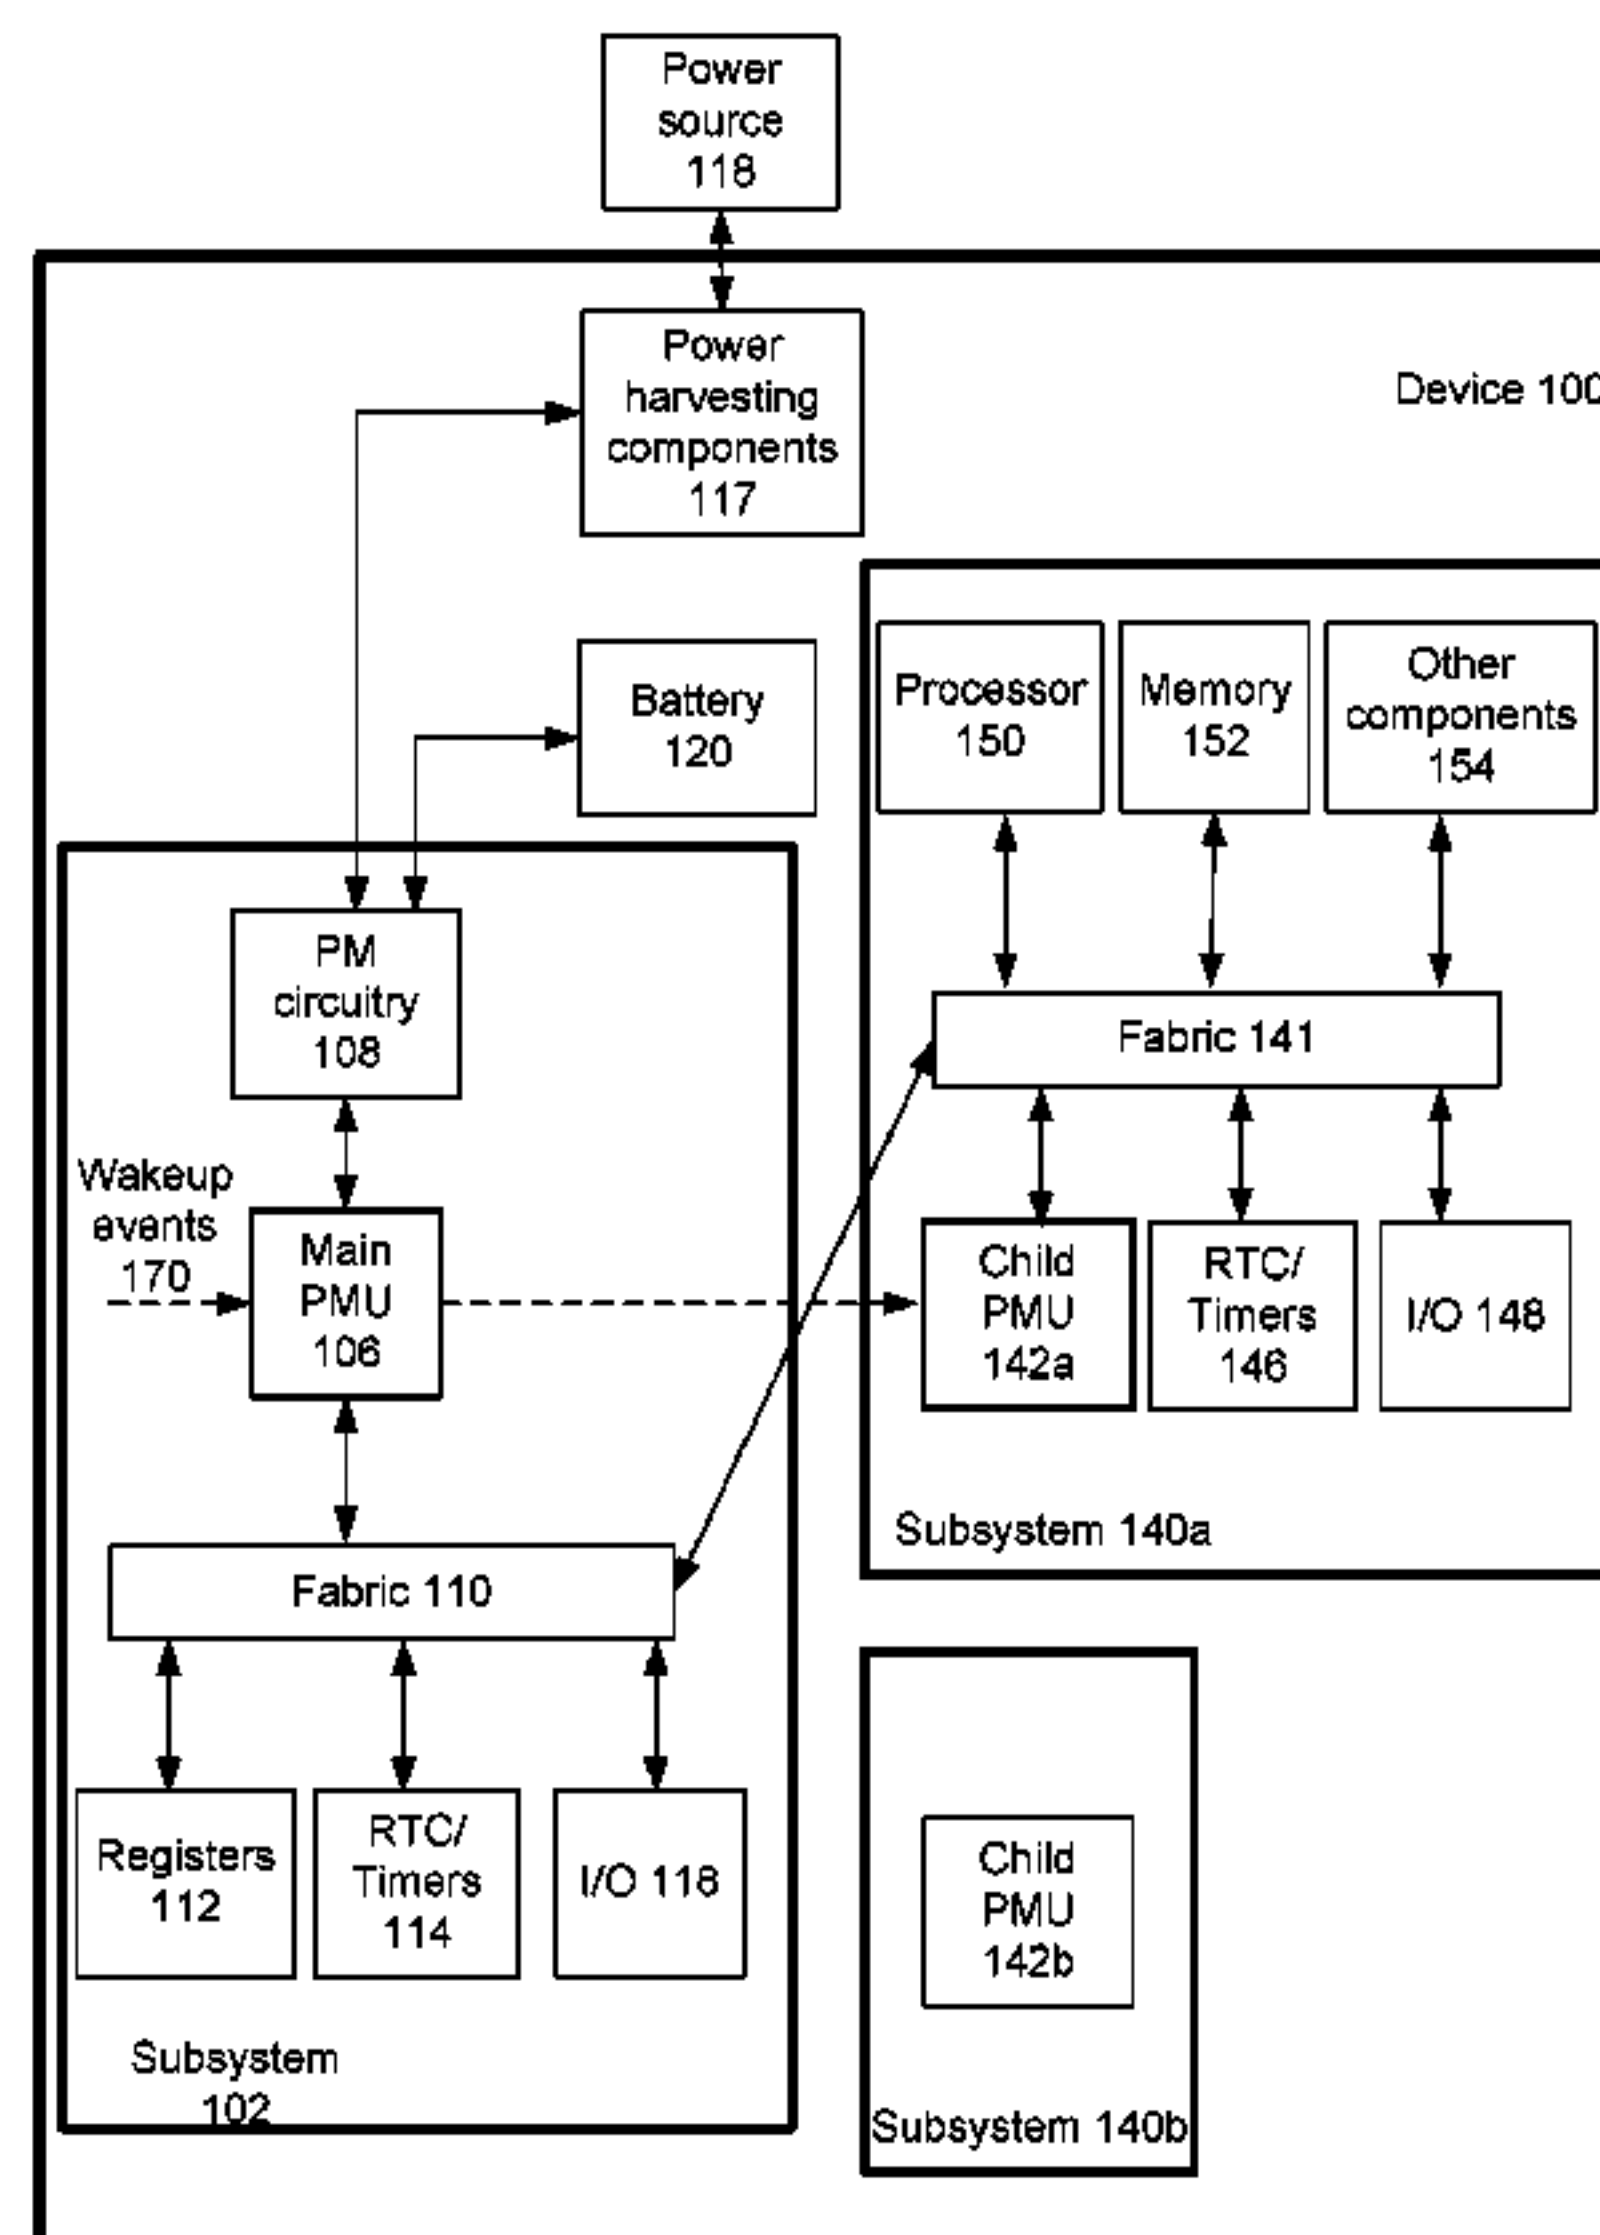 Power
source
118
Power
harvesting
components
117
Device 100
Battery
120
Processor
150
Memory
152
Other
components
154
PM
circuitry
108
Fabric 141
Wakeup
events
170
Main
PMU
106
Child
PMU
142a
RTC/
Timers
146
I/O 148
Subsystem 140a
Fabric 110
Registers
112
RTC/
Timers
114
I/O 118
Child
PMU
142b
Subsystem
102
Subsystem 140b